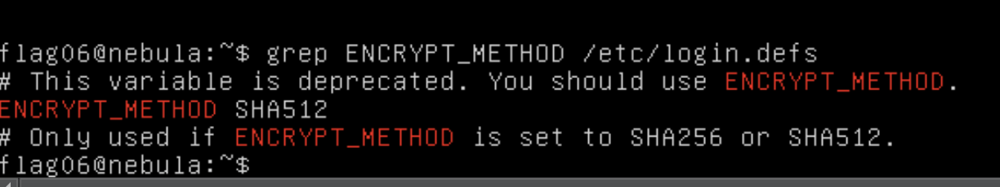 flag06@nebula:~$ grep ENCRYPT_METHOD /etc/login.defs
# This variable is deprecated. You should use ENCRYPT_METHOD.
ENCRYPT_METHOD SHA512
# Only used if ENCRYPT_METHOD is set to SHA256 or SHA512.
flag06@nebula:~$